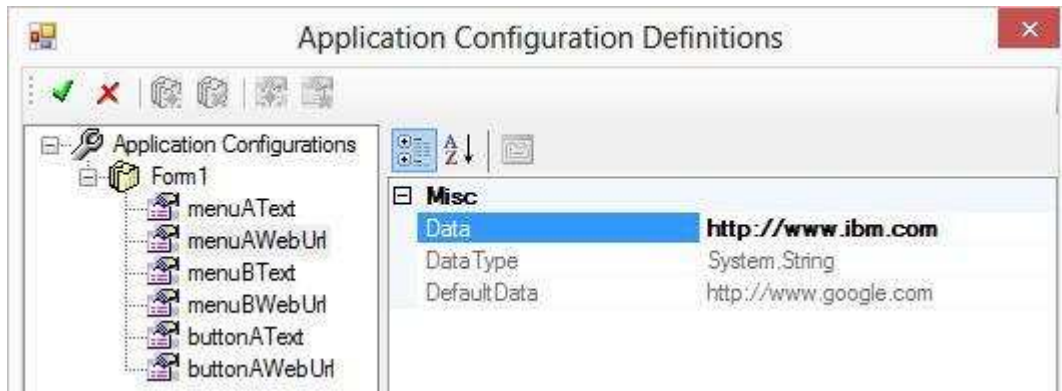 Application Configuration Definitions
Application Configurations
Form1
menuAText
menuAWebUrl
menuBText
menuBWebUrl
buttonAText
buttonAWebUrl
A
Z
Misc
Data http://www.ibm.com
DataType System.String
DefaultData http://www.google.com